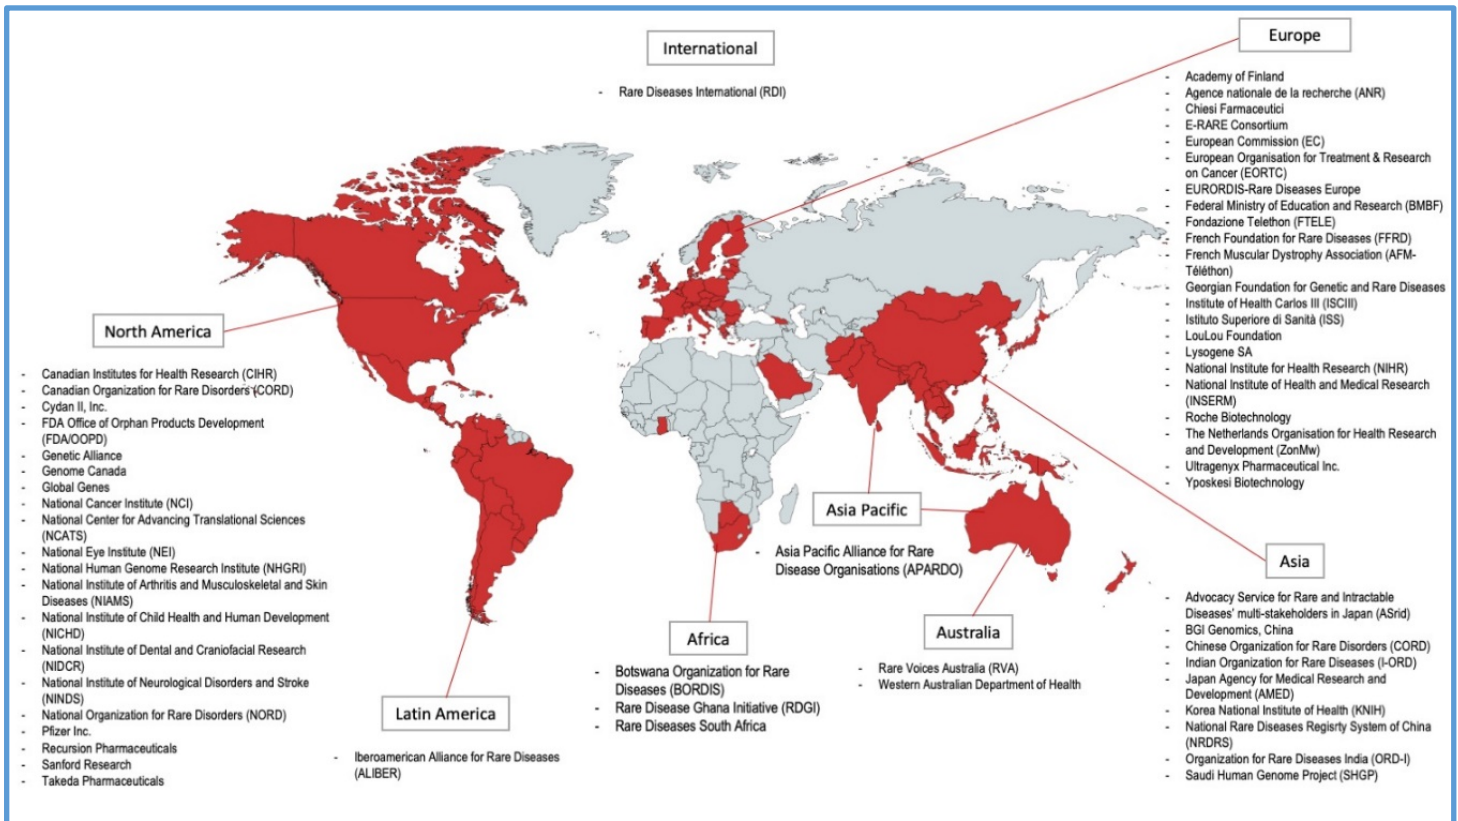 International
- Rare Diseases International (RDI)
Europe
- Academy of Finland
- Agence nationale de la recherche (ANR)
- Chiesi Farmaceutici
- E-RARE Consortium
- European Commission (EC)
- European Organisation for Treatment & Research
on Cancer (EORTC)
- EURORDIS-Rare Diseases Europe
- Federal Ministry of Education and Research (BMBF)
- Fondazione Telethon (FTELE)
- French Foundation for Rare Diseases (FFRD)
- French Muscular Dystrophy Association (AFM-
Téléthon)
- Georgian Foundation for Genetic and Rare Diseases
- Institute of Health Carlos III (ISCIII)
- Istituto Superiore di Sanità (ISS)
- LouLou Foundation
- Lysogene SA
- National Institute for Health Research (NIHR)
- National Institute of Health and Medical Research
(INSERM)
- Roche Biotechnology
- The Netherlands Organisation for Health Research
and Development (ZonMw)
- Ultragenyx Pharmaceutical Inc.
- Yposkesi Biotechnology
North America
- Canadian Institutes for Health Research (CIHR)
- Canadian Organization for Rare Disorders (CORD)
- Cydan II, Inc.
- FDA Office of Orphan Products Development
(FDA/OOPD)
- Genetic Alliance
- Genome Canada
- Global Genes
- National Cancer Institute (NCI)
- National Center for Advancing Translational Sciences
(NCATS)
- National Eye Institute (NEI)
- National Human Genome Research Institute (NHGRI)
- National Institute of Arthritis and Musculoskeletal and Skin
Diseases (NIAMS)
- National Institute of Child Health and Human Development
(NICHD)
- National Institute of Dental and Craniofacial Research
(NIDCR)
- National Institute of Neurological Disorders and Stroke
(NINDS)
- National Organization for Rare Disorders (NORD)
- Pfizer Inc.
- Recursion Pharmaceuticals
- Sanford Research
- Takeda Pharmaceuticals
Latin America
- Iberoamerican Alliance for Rare Diseases
(ALIBER)
Africa
- Botswana Organization for Rare
Diseases (BORDIS)
- Rare Disease Ghana Initiative (RDGI)
- Rare Diseases South Africa
Asia Pacific
- Asia Pacific Alliance for Rare
Disease Organisations (APARDO)
Australia
- Rare Voices Australia (RVA)
- Western Australian Department of Health
Asia
- Advocacy Service for Rare and Intractable
Diseases' multi-stakeholders in Japan (ASrid)
- BGI Genomics, China
- Chinese Organization for Rare Disorders (CORD)
- Indian Organization for Rare Diseases (I-ORD)
- Japan Agency for Medical Research and
Development (AMED)
- Korea National Institute of Health (KNIH)
- National Rare Diseases Regisrty System of China
(NRDRS)
- Organization for Rare Diseases India (ORD-I)
- Saudi Human Genome Project (SHGP)